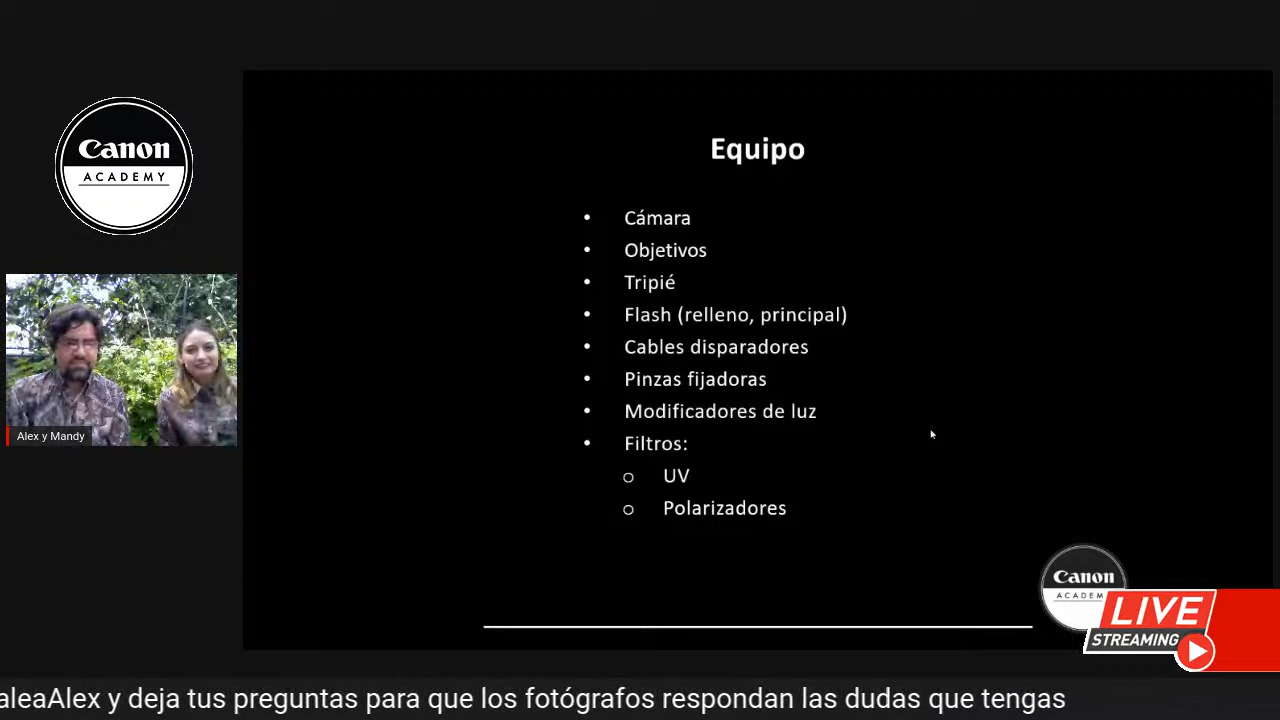 Canon
ACADEMY
Alex y Mandy
Equipo
• Cámara
• Objetivos
• Tripié
• Flash (relleno, principal)
• Cables disparadores
• Pinzas fijadoras
• Modificadores de luz
• Filtros:
o UV
o Polarizadores
Canon
ACADEM
LIVE
STREAMING
aleaAlex y deja tus preguntas para que los fotógrafos respondan las dudas que tengas